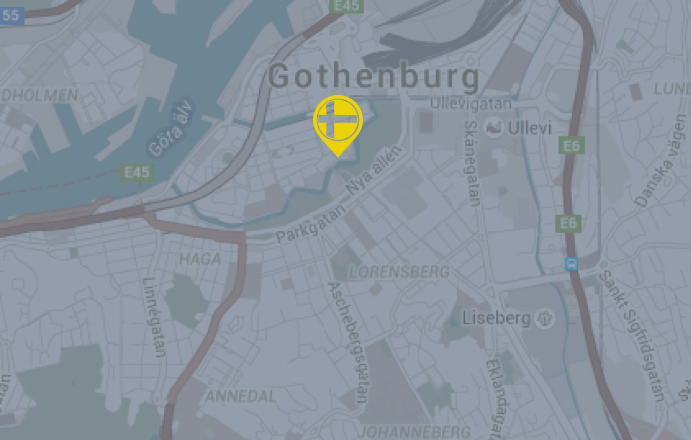 E45
55
Gothenburg
DHOLMEN
LUND
Ullevigatan
Ullevi
Göta älv
E6
Skånegatan
Danska vägen
Nya allén
E45
Parkgatan
E6
HAGA
LORENSBERG
Linnégatan
Aschebergsgatan
Sankt Sigfridsgatan
Liseberg
Eklandagat
ANNEDAL
JOHANNEBERG